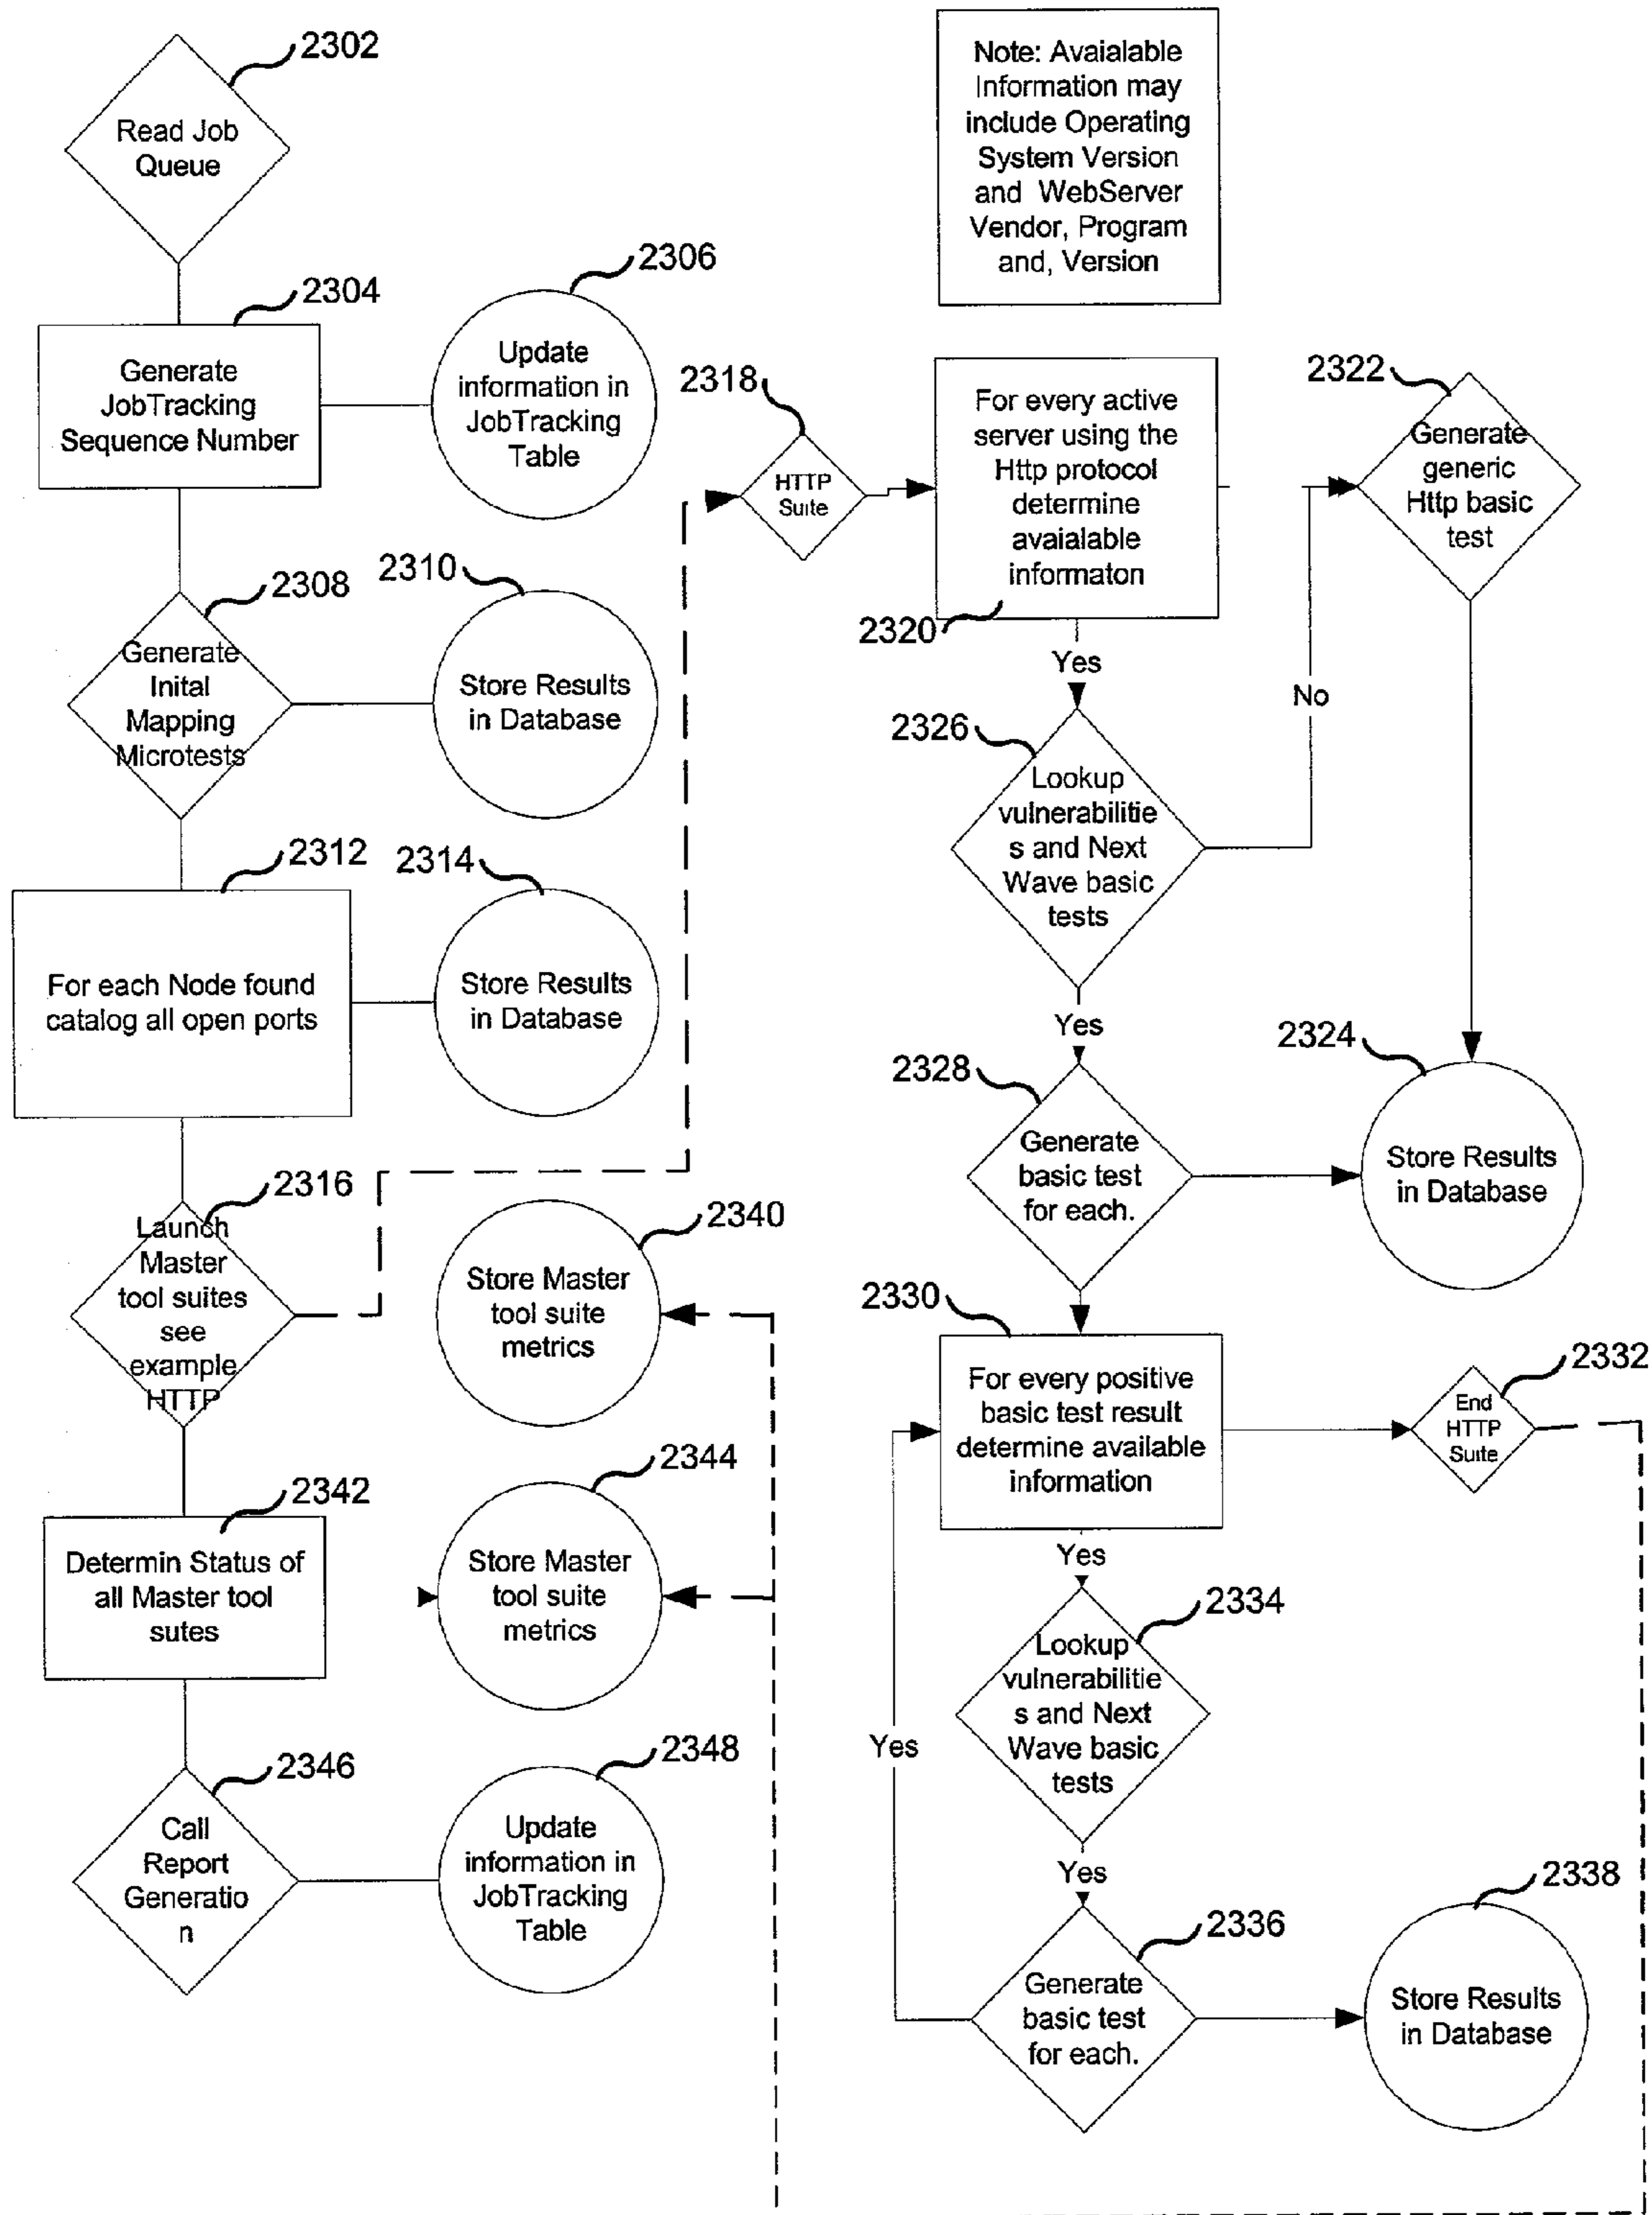 2302
Read Job
Queue
2304
Generate
JobTracking
Sequence Number
2306
Update
information in
JobTracking
Table
2308
Generate
Inital
Mapping
Microtests
2310
Store Results
in Database
2312
For each Node found
catalog all open ports
2314
Store Results
in Database
2316
Launch
Master
tool suites
see
example
HTTP
2340
Store Master
tool suite
metrics
2342
Determin Status of
all Master tool
sutes
2344
Store Master
tool suite
metrics
2346
Call
Report
Generatio
n
2348
Update
information in
JobTracking
Table
Note: Avaialable
Information may
include Operating
System Version
and WebServer
Vendor, Program
and, Version
2318
HTTP
Suite
For every active
server using the
Http protocol
determine
avaialable
informaton
2320
2322
Generate
generic
Http basic
test
Yes
No
2326
Lookup
vulnerabilitie
s and Next
Wave basic
tests
Yes
2324
Store Results
in Database
2328
Generate
basic test
for each.
2330
For every positive
basic test result
determine available
information
2332
End
HTTP
Suite
Yes
2334
Lookup
vulnerabilitie
s and Next
Wave basic
tests
Yes
Yes
2336
Generate
basic test
for each.
2338
Store Results
in Database